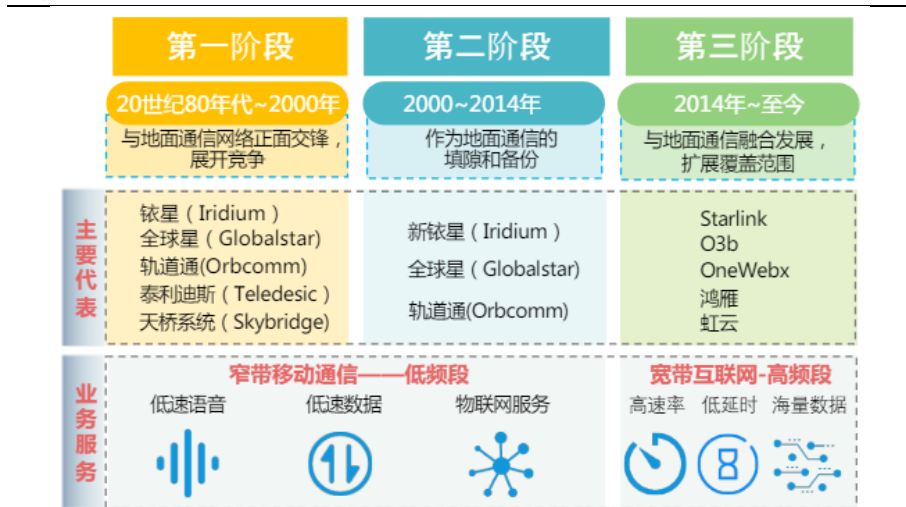 第一阶段
第二阶段
第三阶段
20世纪80年代~2000年
2000~2014年
2014年~至今
与地面通信网络正面交锋，
展开竞争
作为地面通信的
填隙和备份
与地面通信融合发展，
扩展覆盖范围
主要代表
铱星（Iridium）
全球星（Globalstar)
轨道通(Orbcomm)
泰利迪斯（Teledesic）
天桥系统（Skybridge)
新铱星（Iridium）
全球星（Globalstar)
轨道通(Orbcomm)
Starlink
O3b
OneWebx
鸿雁
虹云
业务服务
窄带移动通信——低频段
低速语音
低速数据
物联网服务
宽带互联网-高频段
高速率
低延时
海量数据